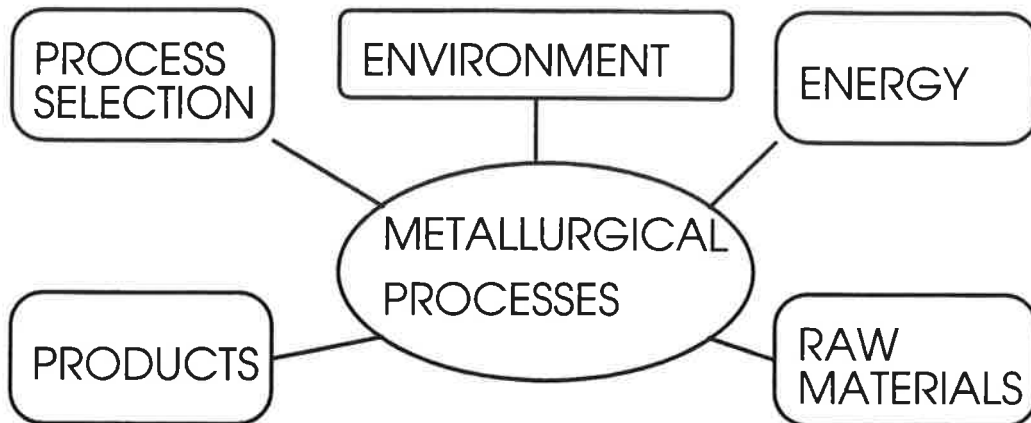 PROCESS
SELECTION
ENVIRONMENT
ENERGY
METALLURGICAL
PROCESSES
PRODUCTS
RAW
MATERIALS